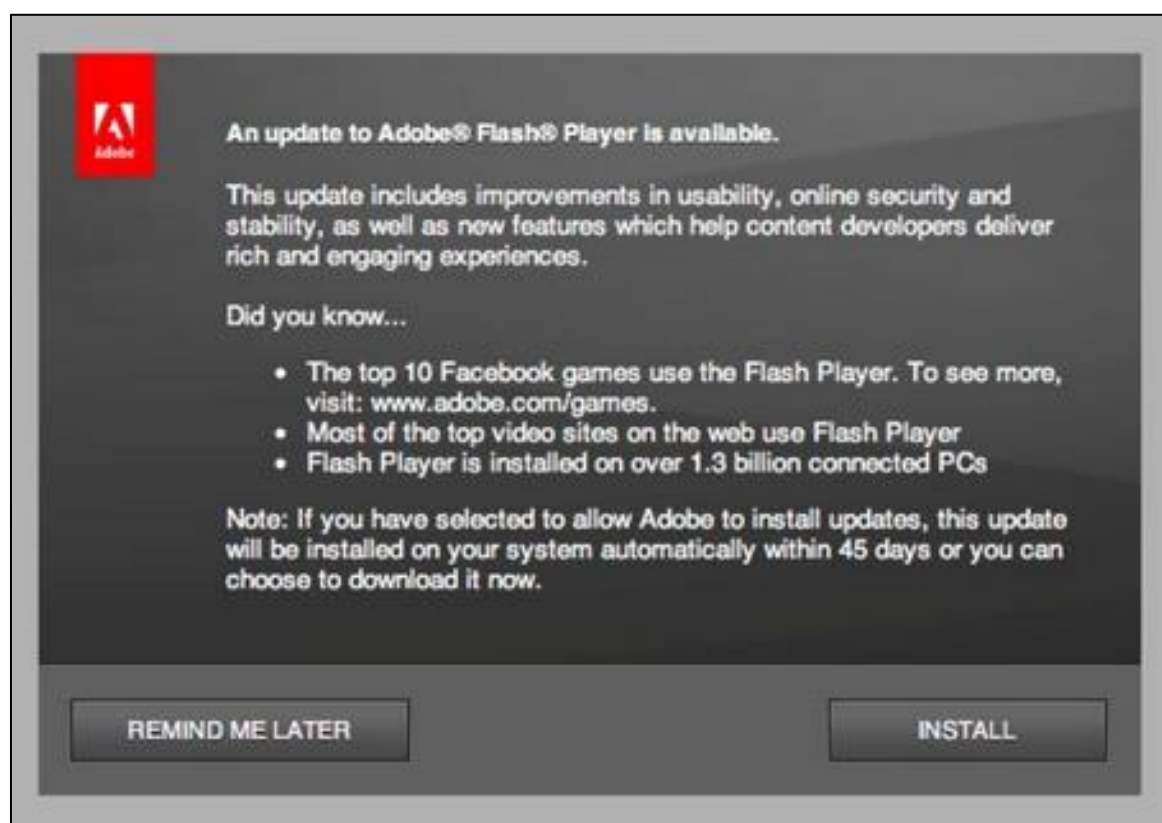 Adobe
An update to Adobe® Flash® Player is available.
This update includes improvements in usability, online security and
stability, as well as new features which help content developers deliver
rich and engaging experiences.
Did you know...
• The top 10 Facebook games use the Flash Player. To see more,
visit: www.adobe.com/games.
• Most of the top video sites on the web use Flash Player
• Flash Player is installed on over 1.3 billion connected PCs
Note: If you have selected to allow Adobe to install updates, this update
will be installed on your system automatically within 45 days or you can
choose to download it now.
REMIND ME LATER
INSTALL